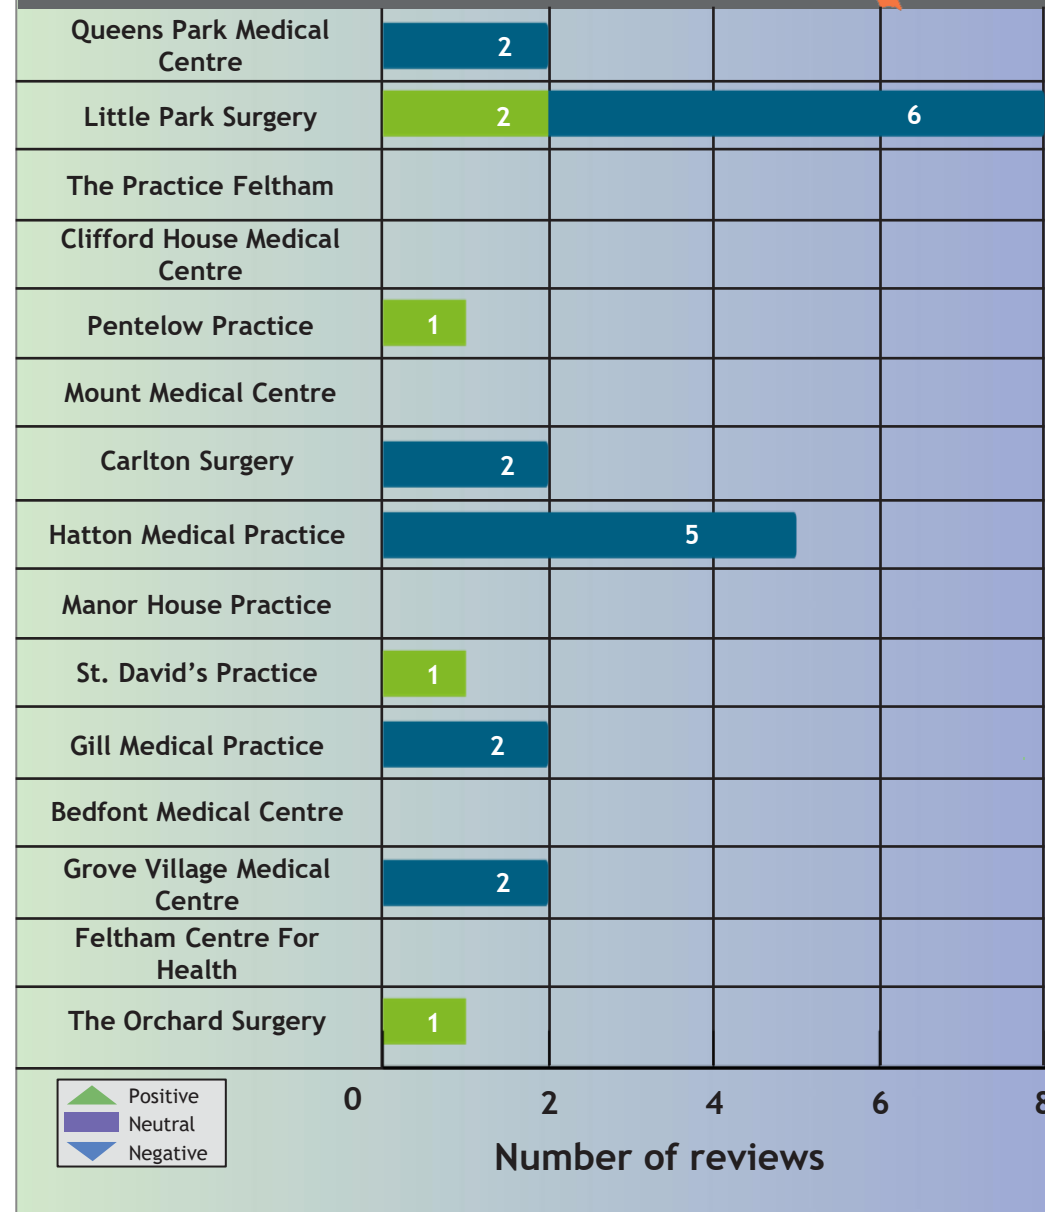 Queens Park Medical
Centre
2
Little Park Surgery
2
6
The Practice Feltham
Clifford House Medical
Centre
Pentelow Practice
1
Mount Medical Centre
Carlton Surgery
2
Hatton Medical Practice
5
Manor House Practice
St. David’s Practice
1
Gill Medical Practice
2
Bedfont Medical Centre
Grove Village Medical
Centre
2
Feltham Centre For
Health
The Orchard Surgery
1
0
2
4
6
8
Positive
Neutral
Negative
Number of reviews